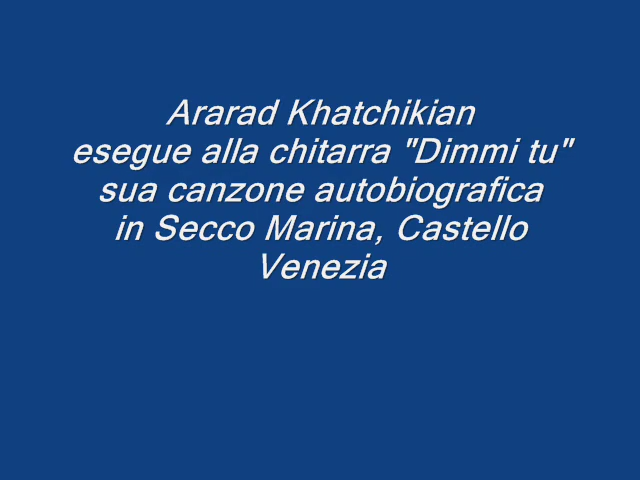 Ararad Khatchikian
esegue alla chitarra "Dimmi tu"
sua canzone autobiografica
in Secco Marina, Castello
Venezia